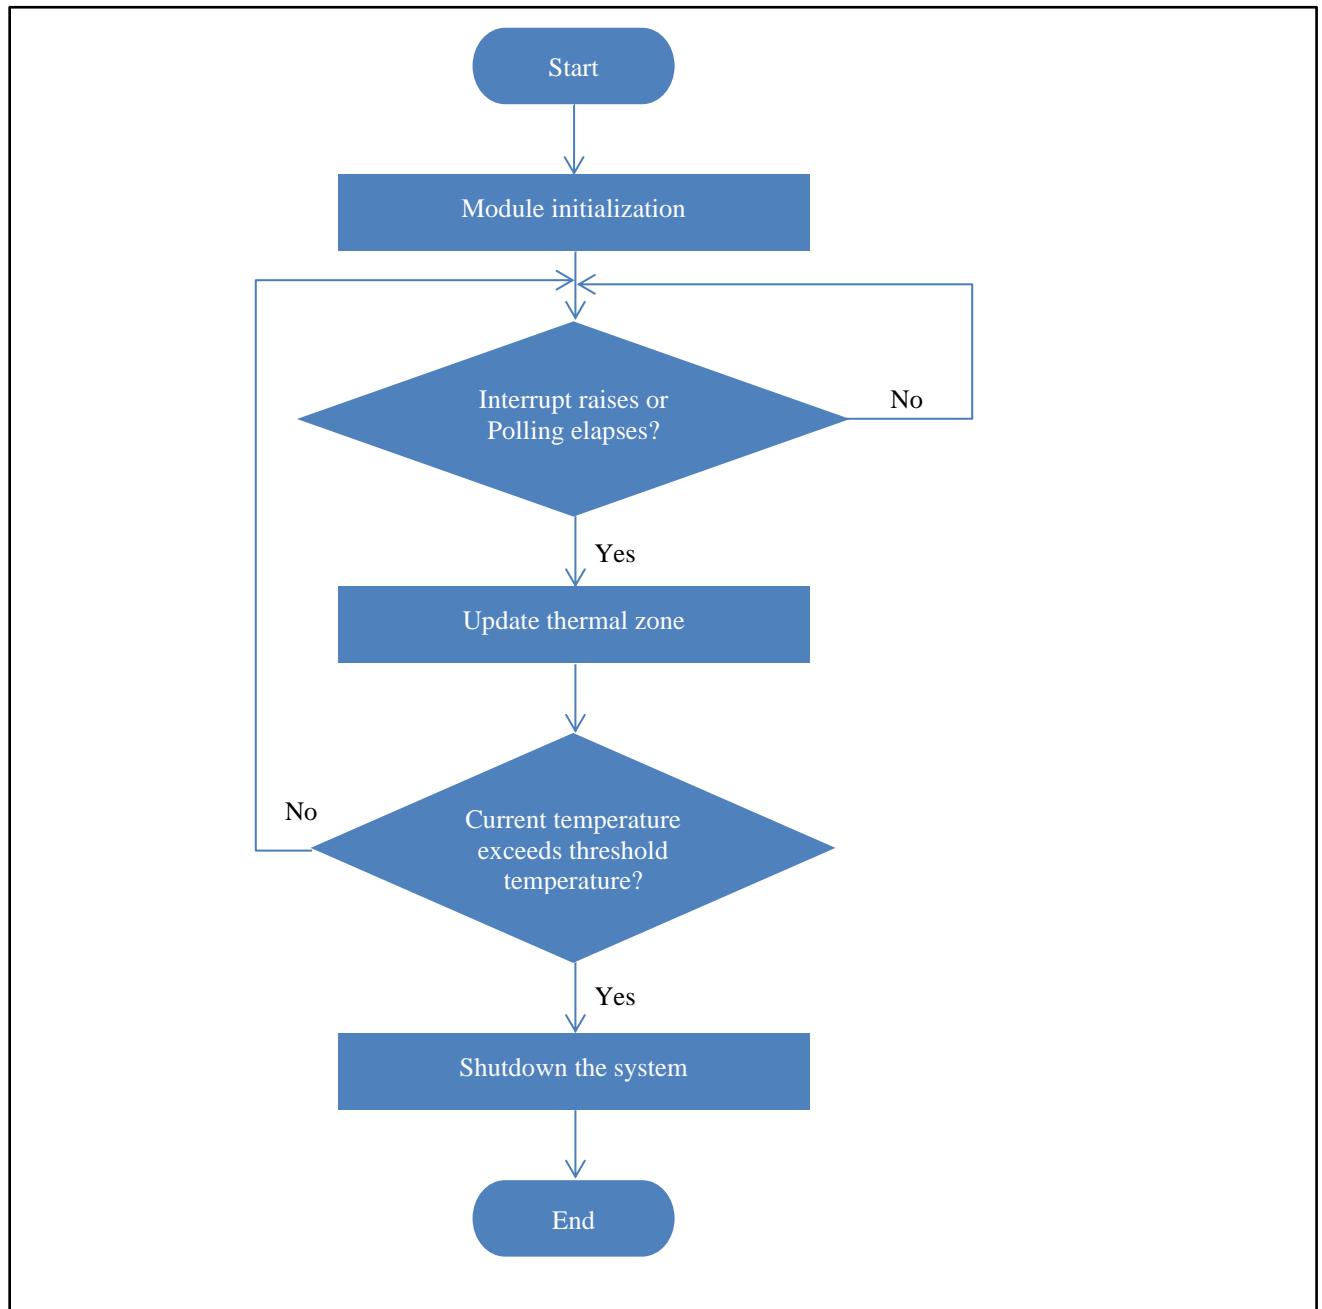 Start
Module initialization
Interrupt raises or
Polling elapses?
No
Yes
Update thermal zone
No
Current temperature
exceeds threshold
temperature?
Yes
Shutdown the system
End